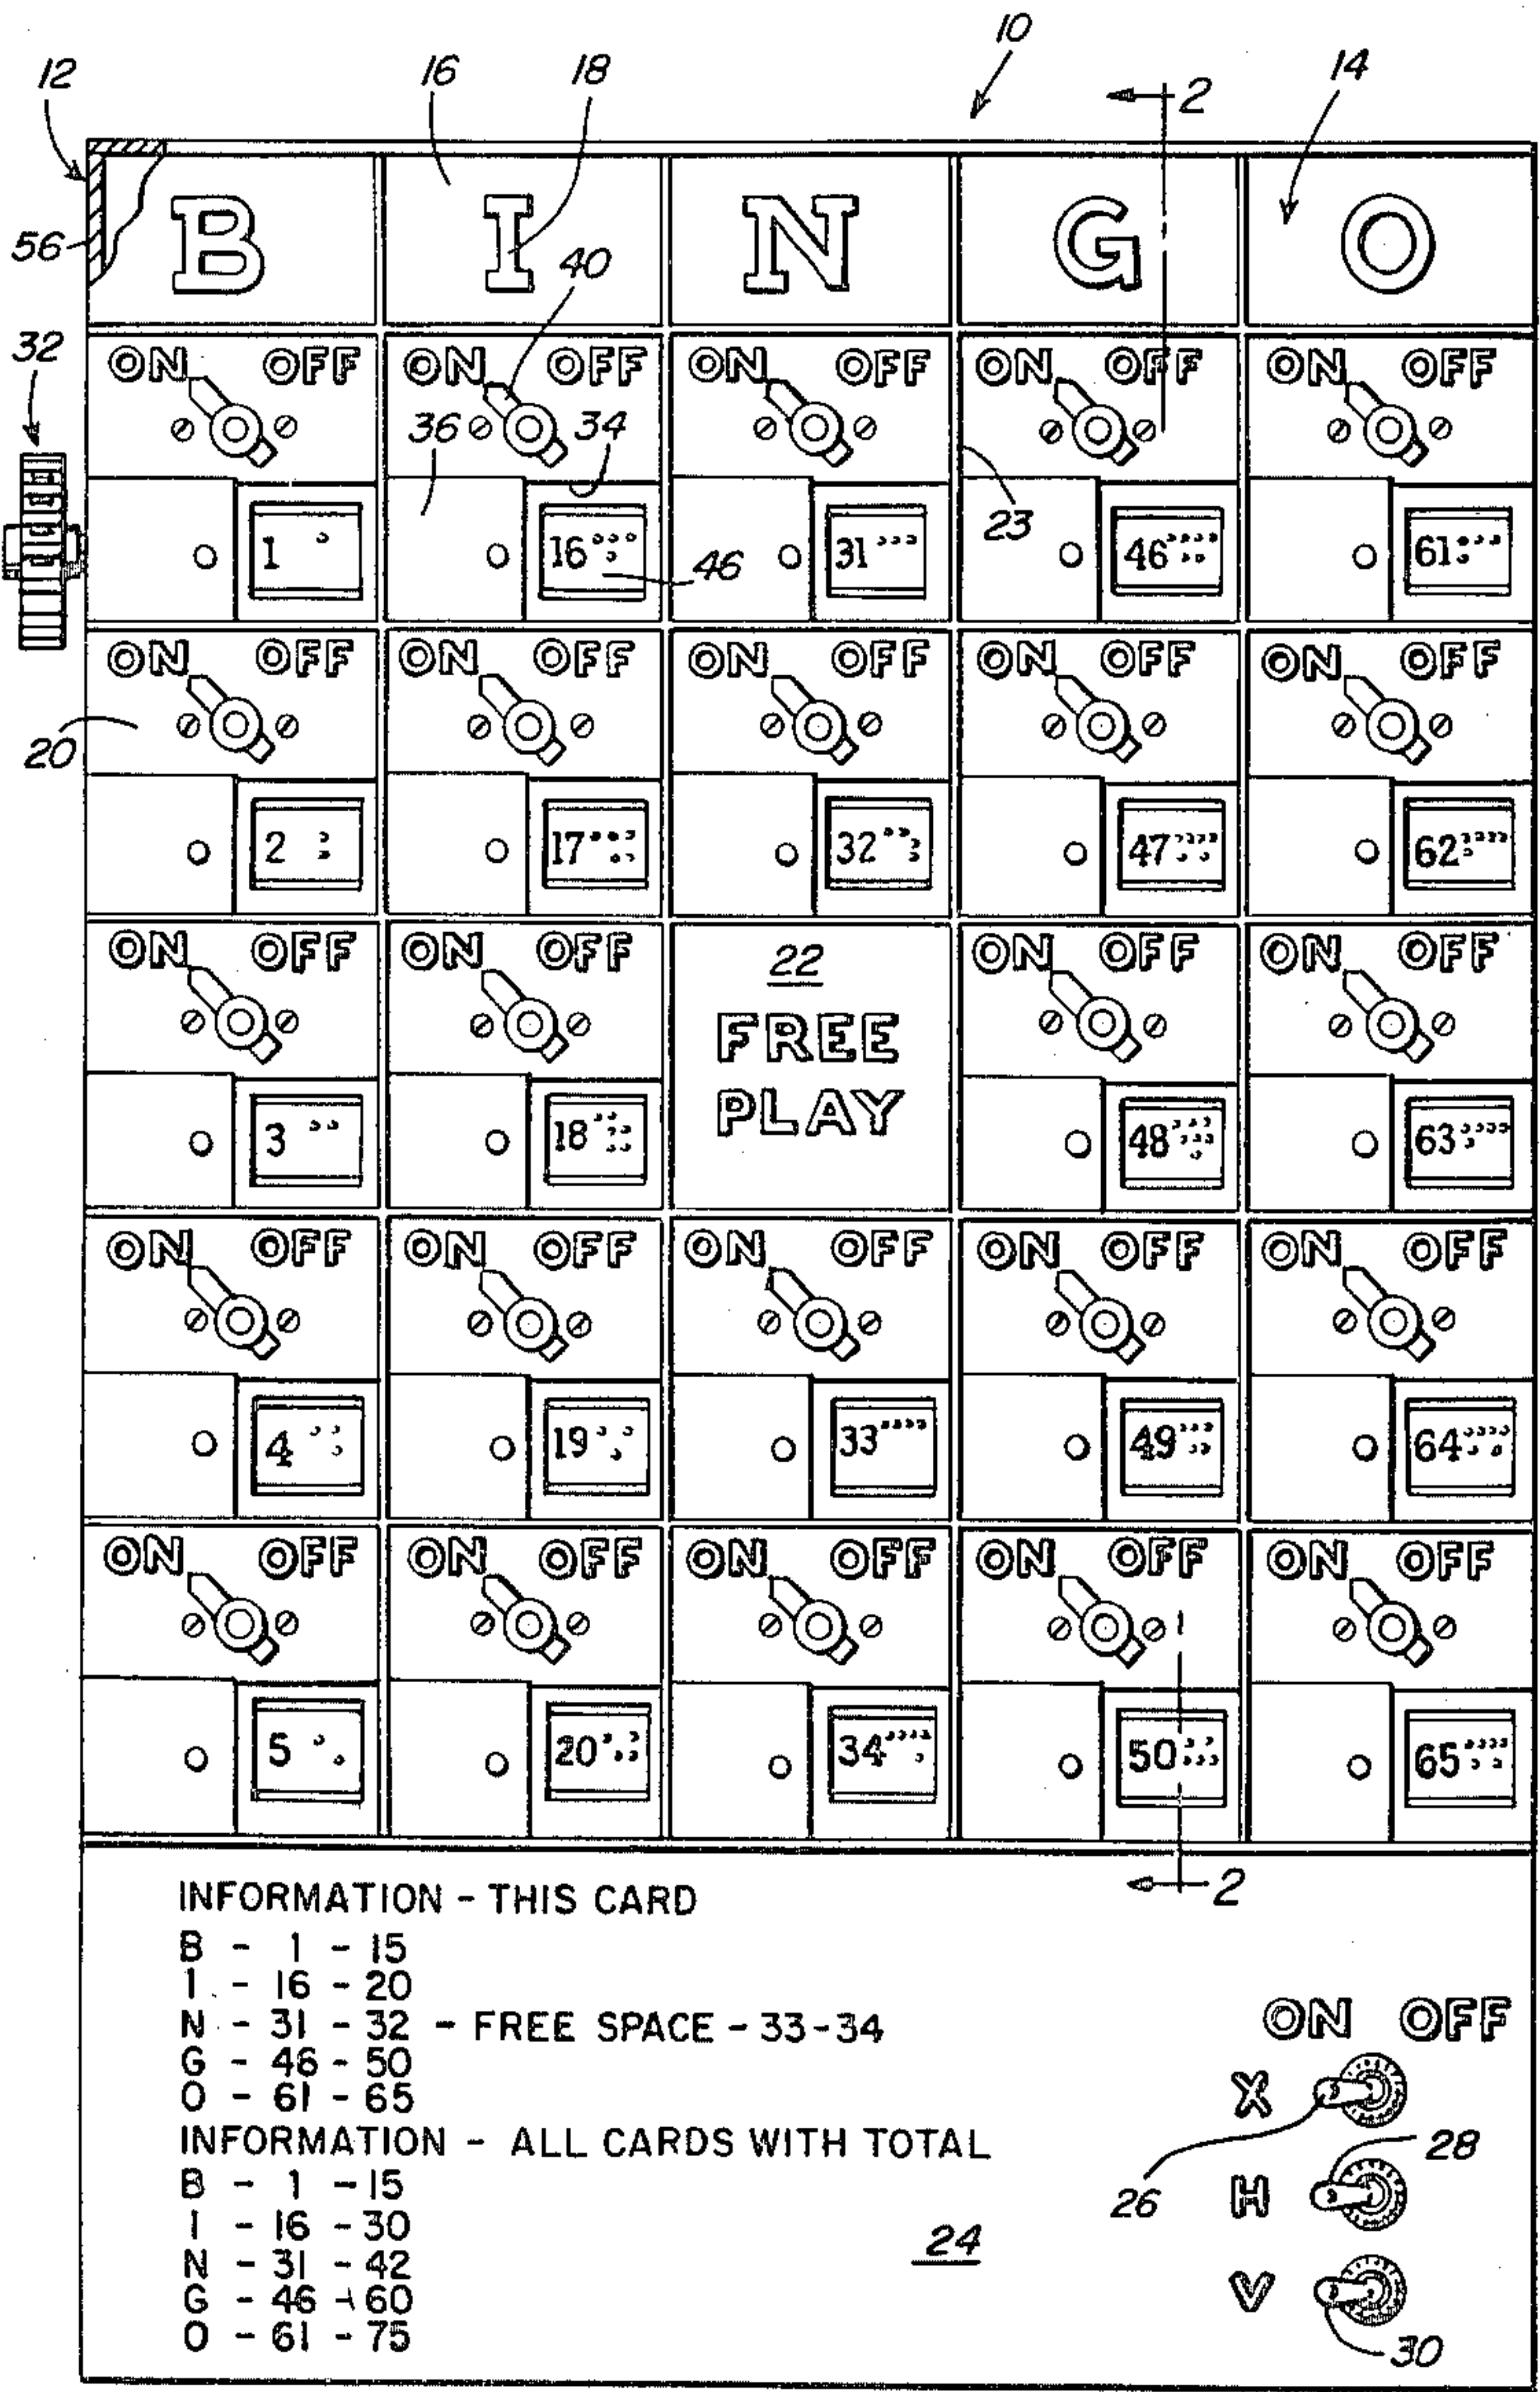 10
12 16 18 2 14
B I N G O
56
40
32
ON OFF ON OFF ON OFF ON OFF ON OFF
36 34
23
1 16 46 31 46 61
ON OFF ON OFF ON OFF ON OFF ON OFF
20
2 17 32 47 62
ON OFF ON OFF 22 ON OFF ON OFF
FREE
PLAY
3 18 48 63
ON OFF ON OFF ON OFF ON OFF ON OFF
4 19 33 49 64
ON OFF ON OFF ON OFF ON OFF ON OFF
5 20 34 50 65
2
INFORMATION - THIS CARD
B - 1 - 15
I - 16 - 20
N - 31 - 32 - FREE SPACE - 33-34
G - 46 - 50
O - 61 - 65
INFORMATION - ALL CARDS WITH TOTAL
B - 1 - 15
I - 16 - 30
N - 31 - 42
G - 46 - 60
O - 61 - 75
24
ON OFF
X
26
H
28
V
30